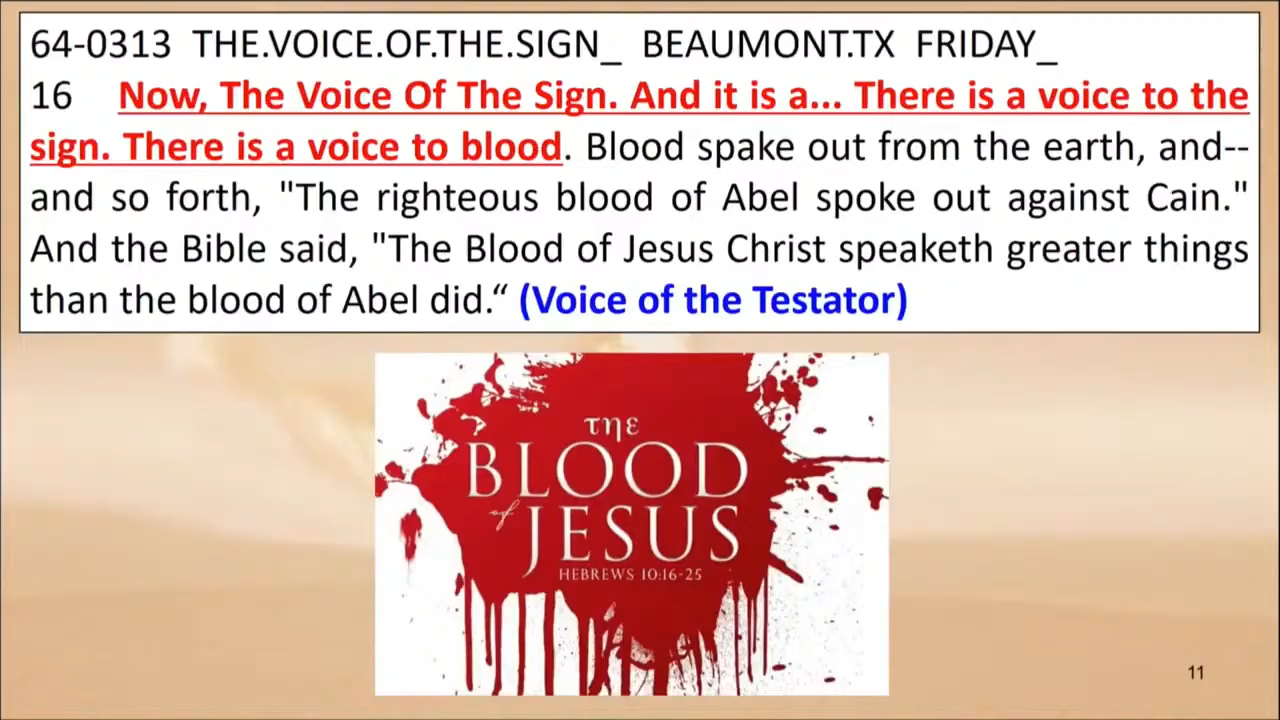 64-0313 THE.VOICE.OF.THE.SIGN_ BEAUMONT.TX FRIDAY_
16 Now, The Voice Of The Sign. And it is a... There is a voice to the
sign. There is a voice to blood. Blood spake out from the earth, and--
and so forth, "The righteous blood of Abel spoke out against Cain."
And the Bible said, "The Blood of Jesus Christ speaketh greater things
than the blood of Abel did.“ (Voice of the Testator)
THE
BLOOD
of
JESUS
HEBREWS 10:16-25
11